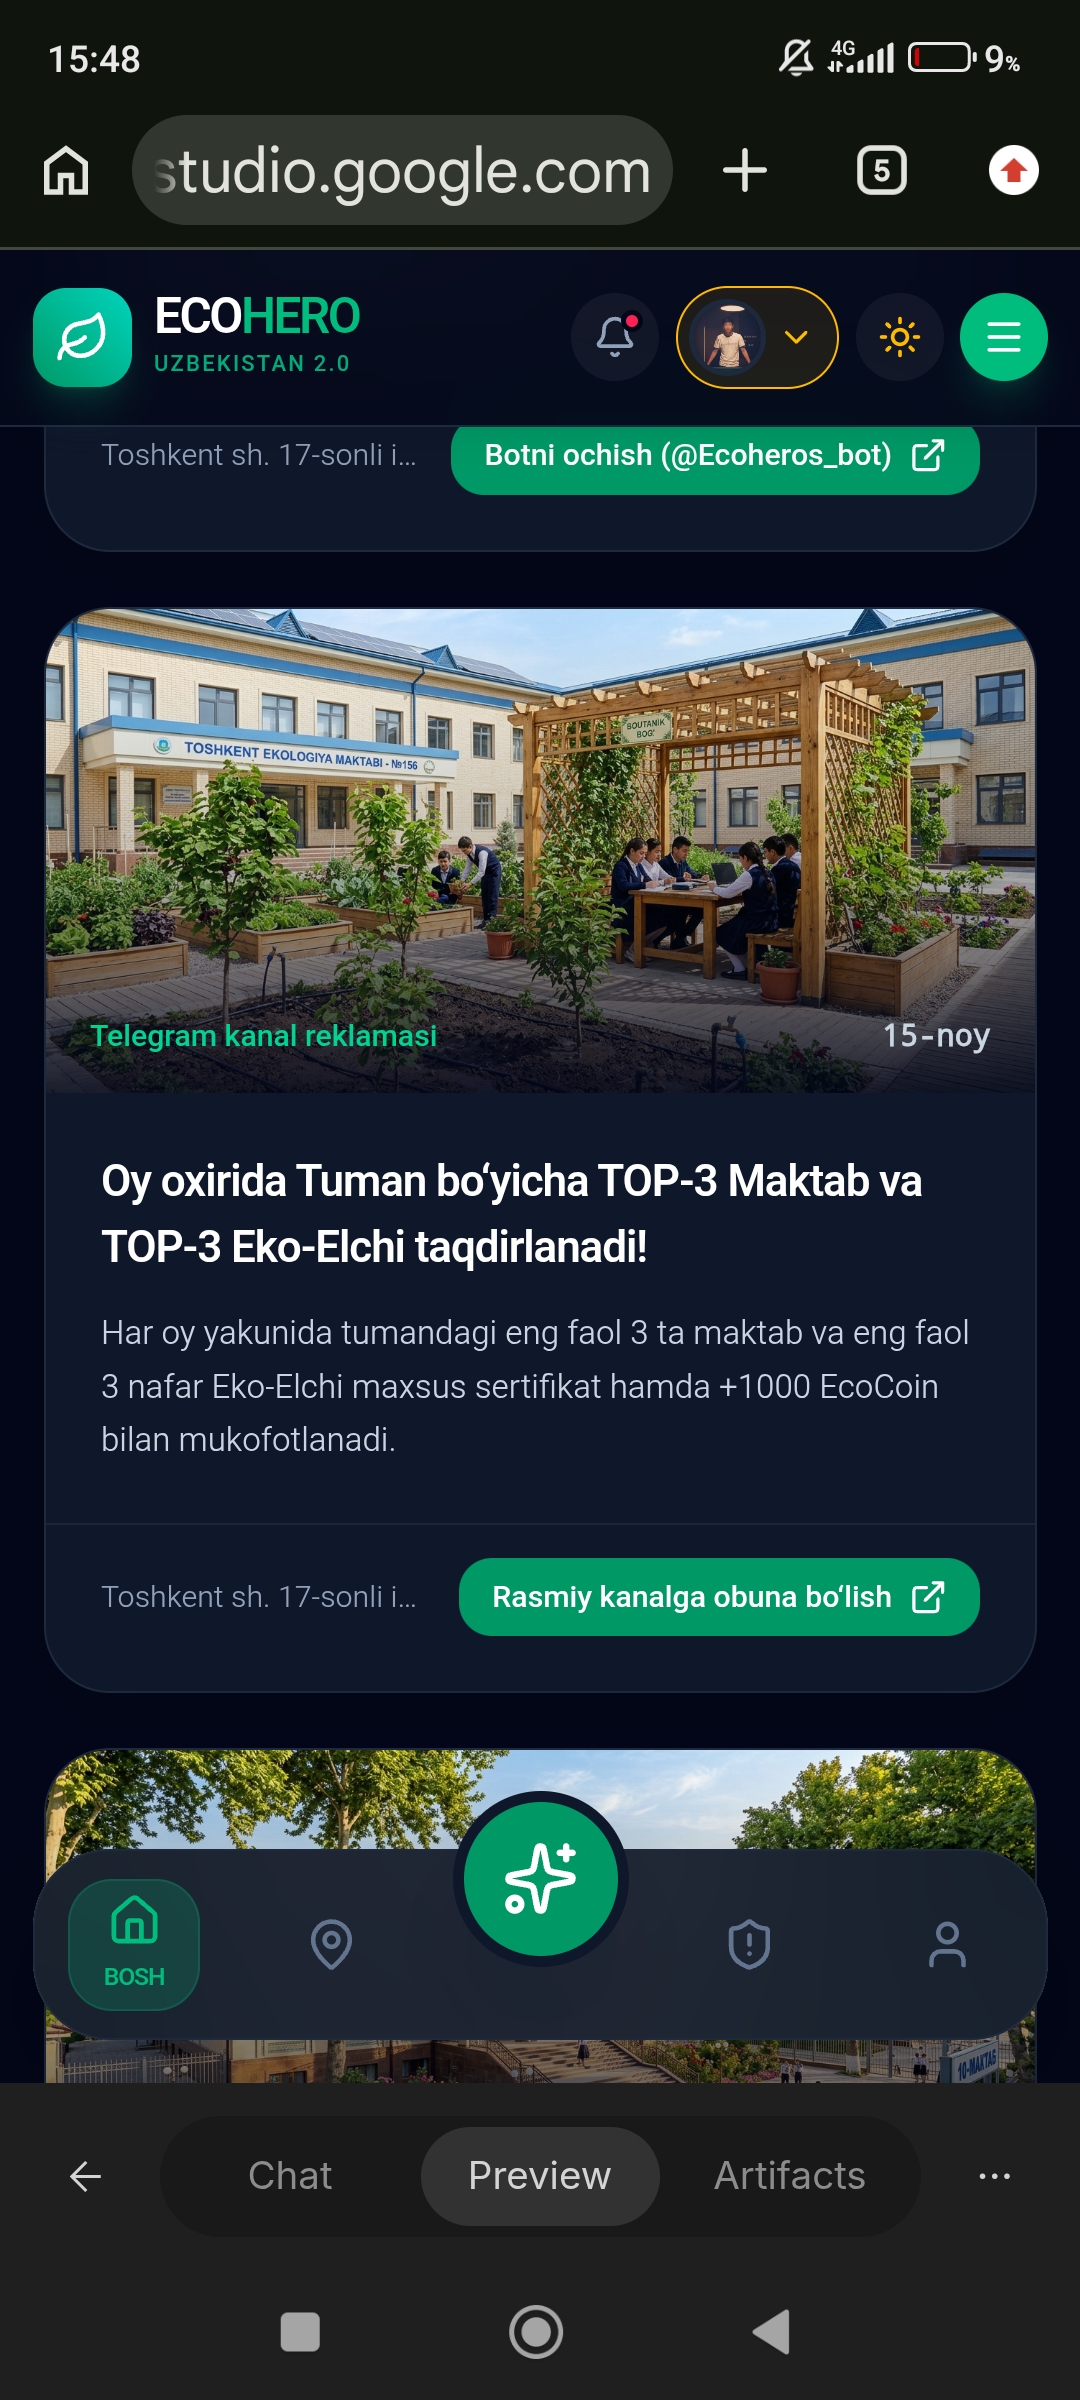 15:48
4G
9%
studio.google.com
5
ECOHERO
UZBEKISTAN 2.0
Toshkent sh. 17-sonli i...
Botni ochish (@Ecoheros_bot)
TOSHKENT EKOLOGIYA MAKTABI - №156
BOUTANIK
BOG'
Telegram kanal reklamasi
15-noy
Oy oxirida Tuman bo‘yicha TOP-3 Maktab va
TOP-3 Eko-Elchi taqdirlanadi!
Har oy yakunida tumandagi eng faol 3 ta maktab va eng faol
3 nafar Eko-Elchi maxsus sertifikat hamda +1000 EcoCoin
bilan mukofotlanadi.
Toshkent sh. 17-sonli i...
Rasmiy kanalga obuna bo‘lish
BOSH
10-MAKTAB
Chat
Preview
Artifacts